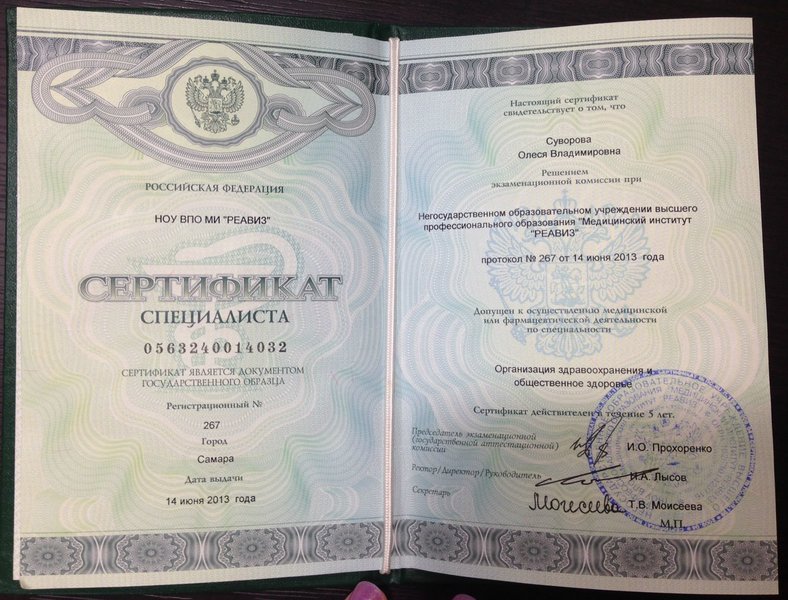 РОССИЙСКАЯ ФЕДЕРАЦИЯ
НОУ ВПО МИ "РЕАВИЗ"
СЕРТИФИКАТ
СПЕЦИАЛИСТА
0563240014032
СЕРТИФИКАТ ЯВЛЯЕТСЯ ДОКУМЕНТОМ
ГОСУДАРСТВЕННОГО ОБРАЗЦА
Регистрационный №
267
Город
Самара
Дата выдачи
14 июня 2013 года
Настоящий сертификат
свидетельствует о том, что
Суворова
Олеся Владимировна
Решением
экзаменационной комиссии при
Негосударственном образовательном учреждении высшего
профессионального образования "Медицинский институт
"РЕАВИЗ"
протокол № 267 от 14 июня 2013 года
Допущен к осуществлению медицинской
или фармацевтической деятельности
по специальности
Организация здравоохранения и
общественное здоровье
Сертификат действителен в течение 5 лет.
Председатель экзаменационной
(государственной аттестационной)
комиссии
И.О. Прохоренко
Ректор/Директор/Руководитель
И.А. Лысов
Секретарь
Моисеева
Т.В. Моисеева
М.П.